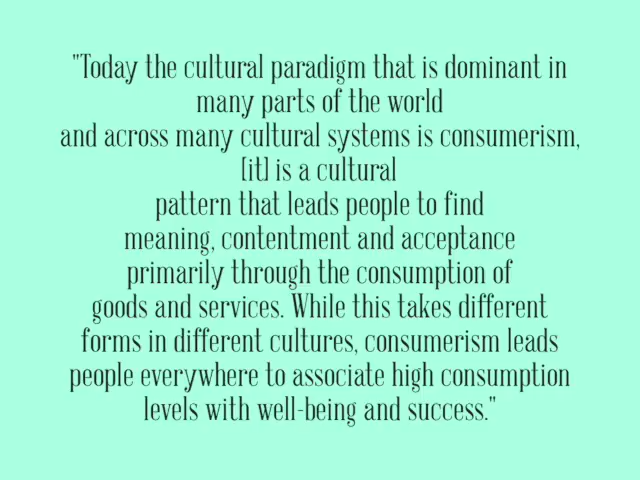 "Today the cultural paradigm that is dominant in
many parts of the world
and across many cultural systems is consumerism,
[it] is a cultural
pattern that leads people to find
meaning, contentment and acceptance
primarily through the consumption of
goods and services. While this takes different
forms in different cultures, consumerism leads
people everywhere to associate high consumption
levels with well-being and success."